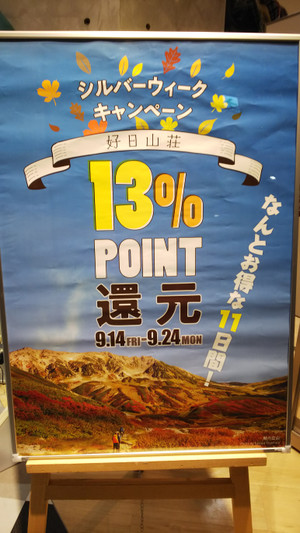 シルバーウィーク
キャンペーン
好日山荘
13%
POINT
還元
9.14 FRI-9.24 MON
なんとお得な11日間!